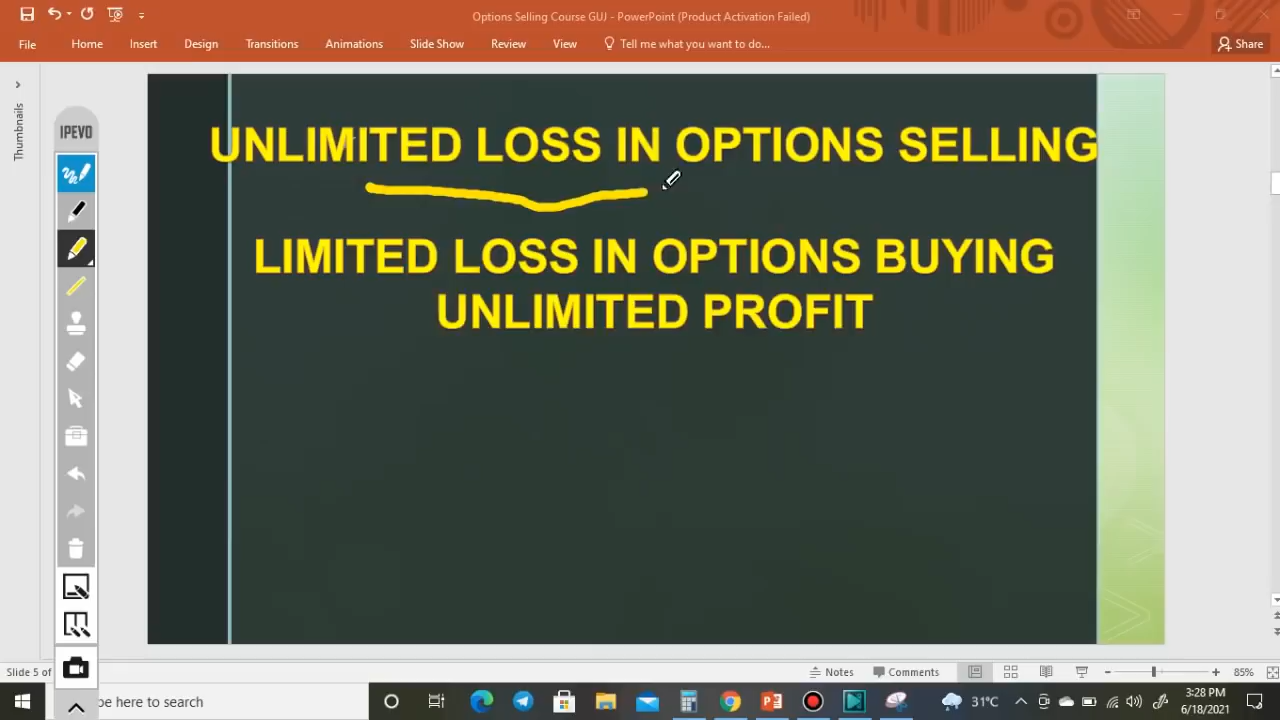 Options Selling Course GUJ - PowerPoint (Product Activation Failed)
File Home Insert Design Transitions Animations Slide Show Review View Tell me what you want to do... Share
Thumbnails
IPEVO
UNLIMITED LOSS IN OPTIONS SELLING
LIMITED LOSS IN OPTIONS BUYING
UNLIMITED PROFIT
Slide 5 of
Notes Comments 85%
pe here to search
31°C
3:28 PM
6/18/2021